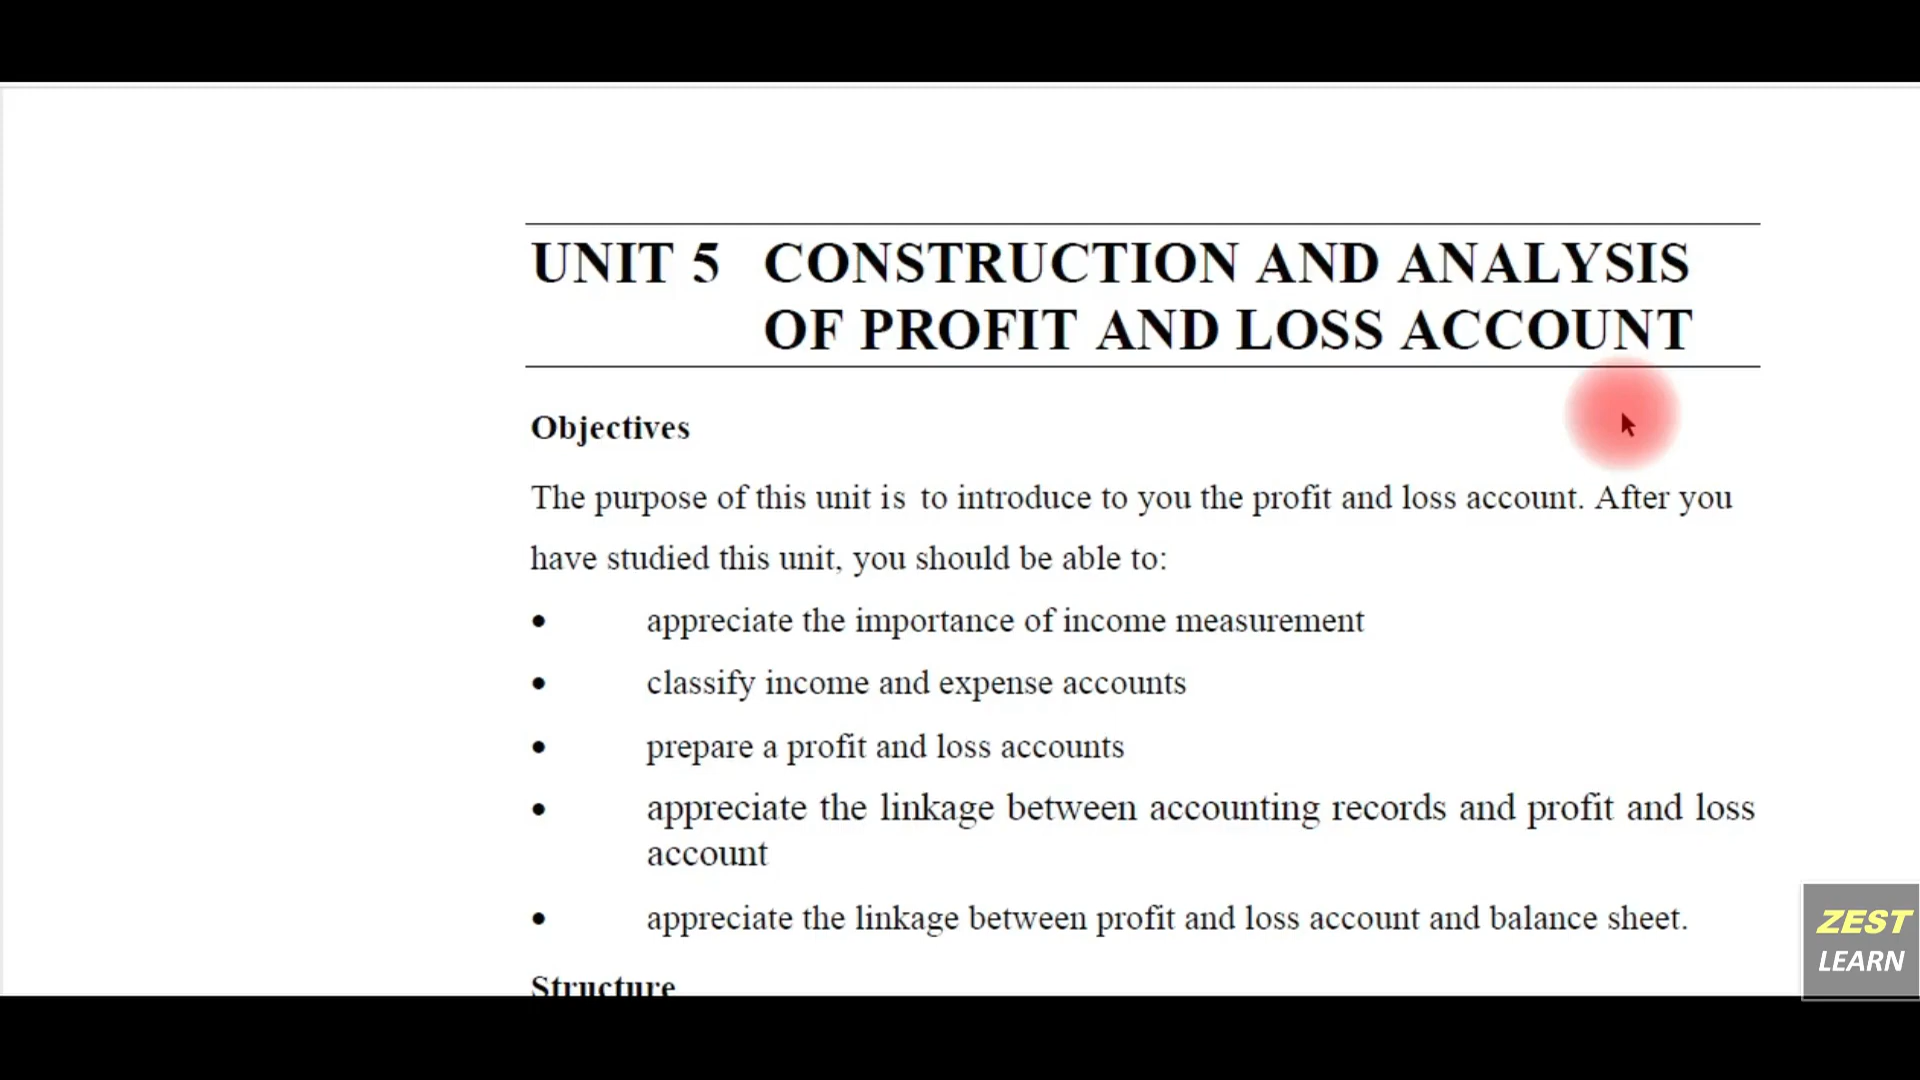 UNIT 5 CONSTRUCTION AND ANALYSIS
OF PROFIT AND LOSS ACCOUNT
Objectives
The purpose of this unit is to introduce to you the profit and loss account. After you
have studied this unit, you should be able to:
• appreciate the importance of income measurement
• classify income and expense accounts
• prepare a profit and loss accounts
• appreciate the linkage between accounting records and profit and loss
account
• appreciate the linkage between profit and loss account and balance sheet.
Structure
ZEST
LEARN